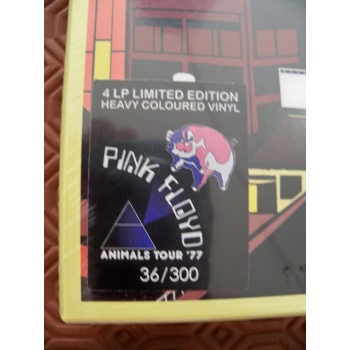 4 LP LIMITED EDITION
HEAVY COLOURED VINYL
PINK FLOYD
ANIMALS TOUR '77
36/300